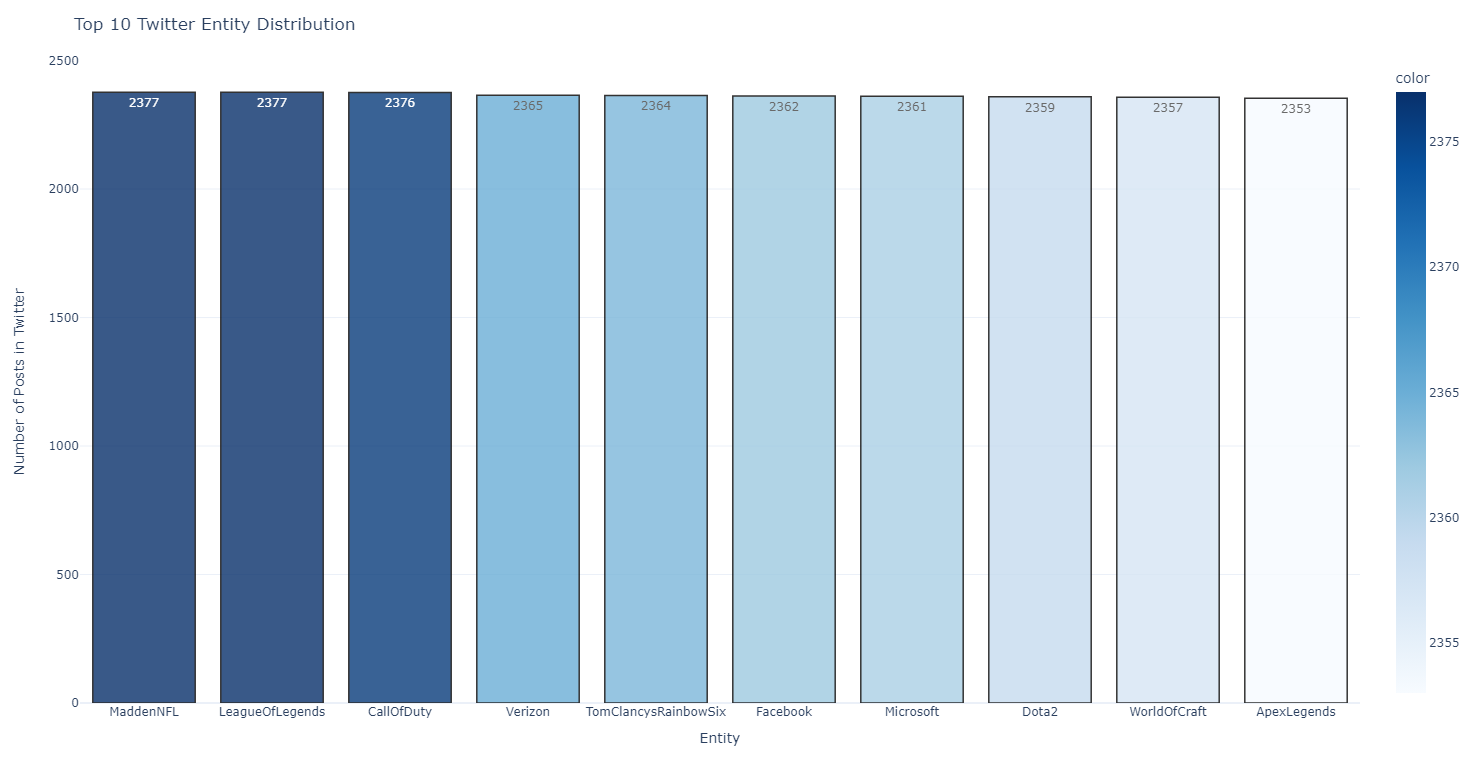 Top 10 Twitter Entity Distribution
2500
2000
1500
1000
500
0
Number of Posts in Twitter
2377
2377
2376
2365
2364
2362
2361
2359
2357
2353
MaddenNFL
LeagueOfLegends
CallOfDuty
Verizon
TomClancysRainbowSix
Facebook
Microsoft
Dota2
WorldOfCraft
ApexLegends
Entity
color
2375
2370
2365
2360
2355